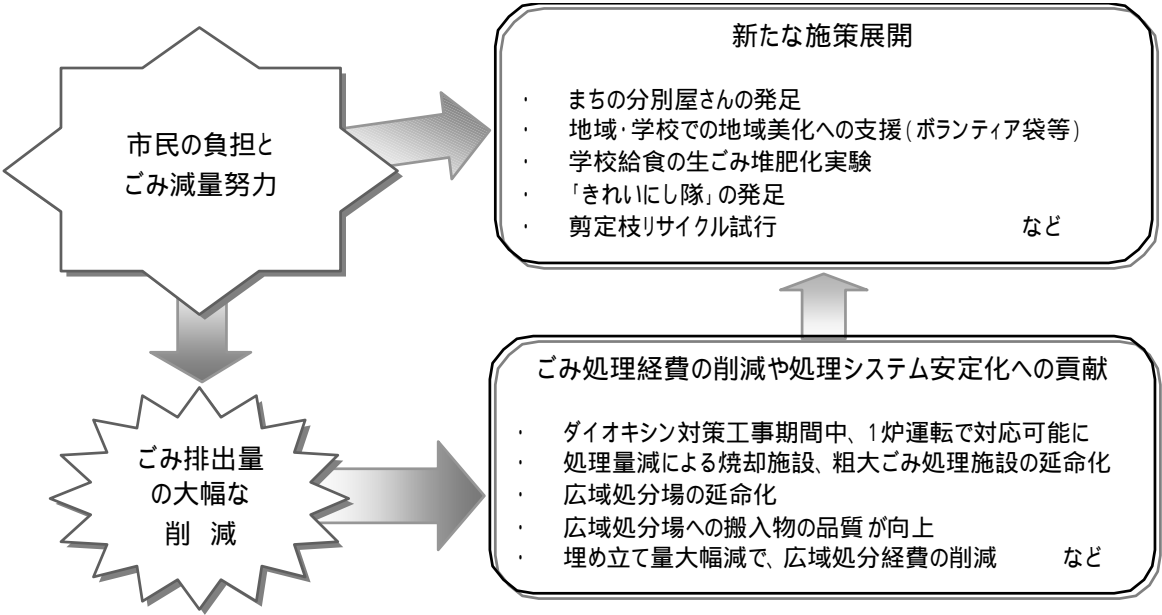 市民の負担と
ごみ減量努力
新たな施策展開
・ まちの分別屋さんの発足
・ 地域・学校での地域美化への支援(ボランティア袋等)
・ 学校給食の生ごみ堆肥化実験
・ 「きれいにし隊」の発足
・ 剪定枝リサイクル試行 など
ごみ排出量
の大幅な
削 減
ごみ処理経費の削減や処理システム安定化への貢献
・ ダイオキシン対策工事期間中、1炉運転で対応可能に
・ 処理量減による焼却施設、粗大ごみ処理施設の延命化
・ 広域処分場の延命化
・ 広域処分場への搬入物の品質が向上
・ 埋め立て量大幅減で、広域処分経費の削減 など